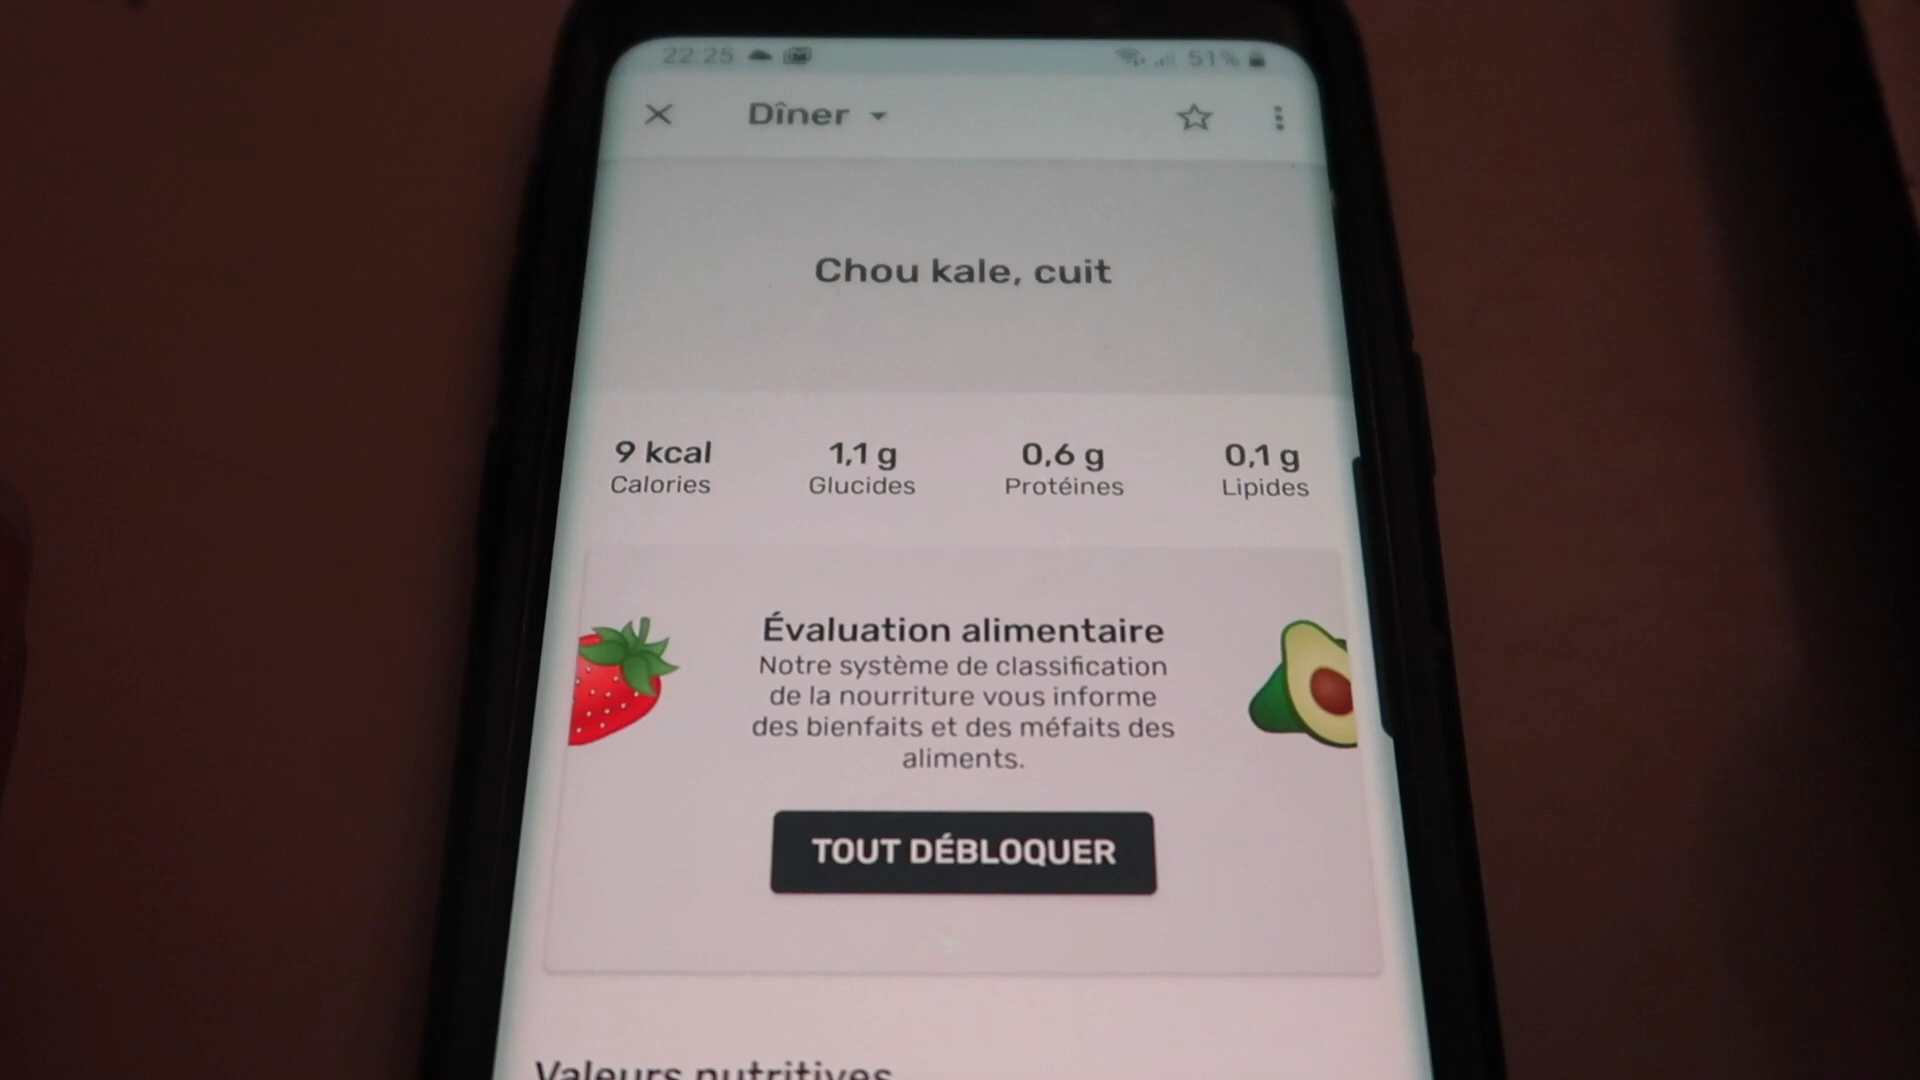 22:25 51%
Dîner
Chou kale, cuit
9 kcal 1,1 g 0,6 g 0,1 g
Calories Glucides Protéines Lipides
Évaluation alimentaire
Notre système de classification
de la nourriture vous informe
des bienfaits et des méfaits des
aliments.
TOUT DÉBLOQUER
Valeurs nutritives